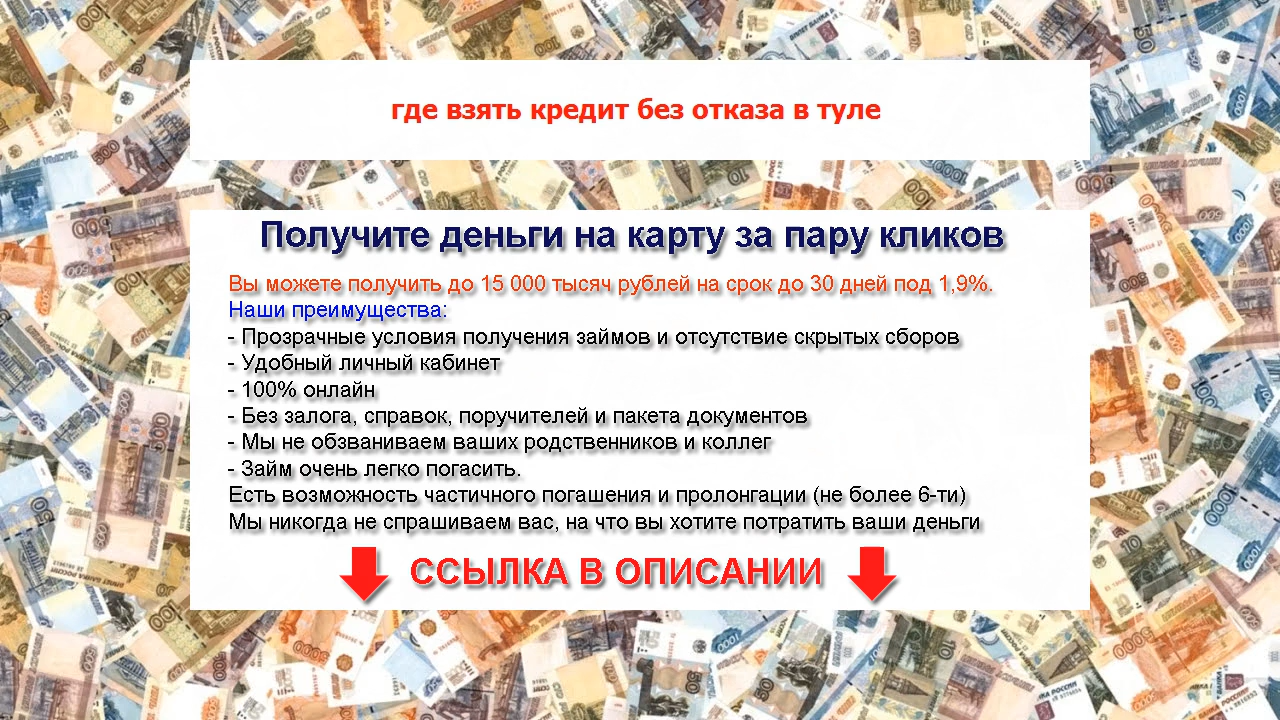 где взять кредит без отказа в туле
Получите деньги на карту за пару кликов
Вы можете получить до 15 000 тысяч рублей на срок до 30 дней под 1,9%.
Наши преимущества:
- Прозрачные условия получения займов и отсутствие скрытых сборов
- Удобный личный кабинет
- 100% онлайн
- Без залога, справок, поручителей и пакета документов
- Мы не обзваниваем ваших родственников и коллег
- Займ очень легко погасить.
Есть возможность частичного погашения и пролонгации (не более 6-ти)
Мы никогда не спрашиваем вас, на что вы хотите потратить ваши деньги
ССЫЛКА В ОПИСАНИИ